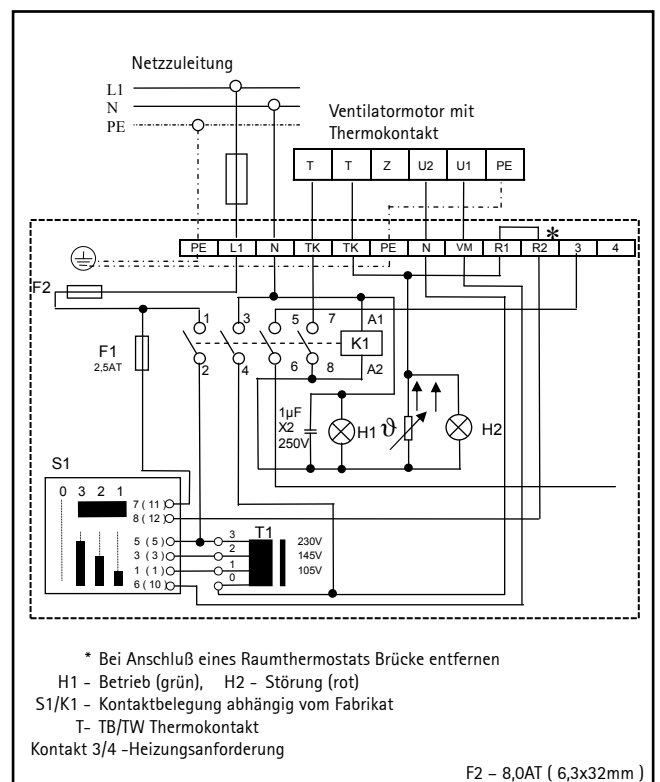 Netzzuleitung
L1
N
PE
Ventilatormotor mit
Thermokontakt
T T Z U2 U1 PE
PE L1 N TK TK PE N VM R1 R2 3 4
*
F2
1 3 5 7 A1
K1
F1
2,5AT
2 4 6 8 A2
1µF
X2
250V
H1 ϑ H2
S1
0 3 2 1
7 ( 11 )
8 ( 12 )
5 ( 5 ) 3 T1 230V
3 ( 3 ) 2 145V
1 ( 1 ) 1 105V
6 ( 10 ) 0
* Bei Anschluß eines Raumthermostats Brücke entfernen
H1 - Betrieb (grün), H2 - Störung (rot)
S1/K1 - Kontaktbelegung abhängig vom Fabrikat
T- TB/TW Thermokontakt
Kontakt 3/4 -Heizungsanforderung
F2 – 8,0AT ( 6,3x32mm )